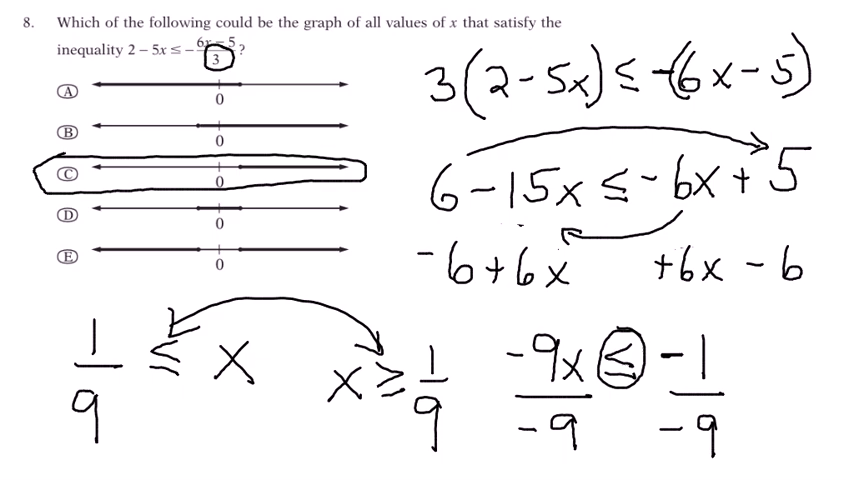 8. Which of the following could be the graph of all values of x that satisfy the
inequality 2 – 5x ≤ – (6x – 5)/3 ?
A
0
B
0
C
0
D
0
E
0
3(2-5x) ≤ -(6x-5)
6-15x ≤ -6x+5
-6+6x +6x-6
-9x ≤ -1
-9 -9
1/9 ≤ x
x ≥ 1/9